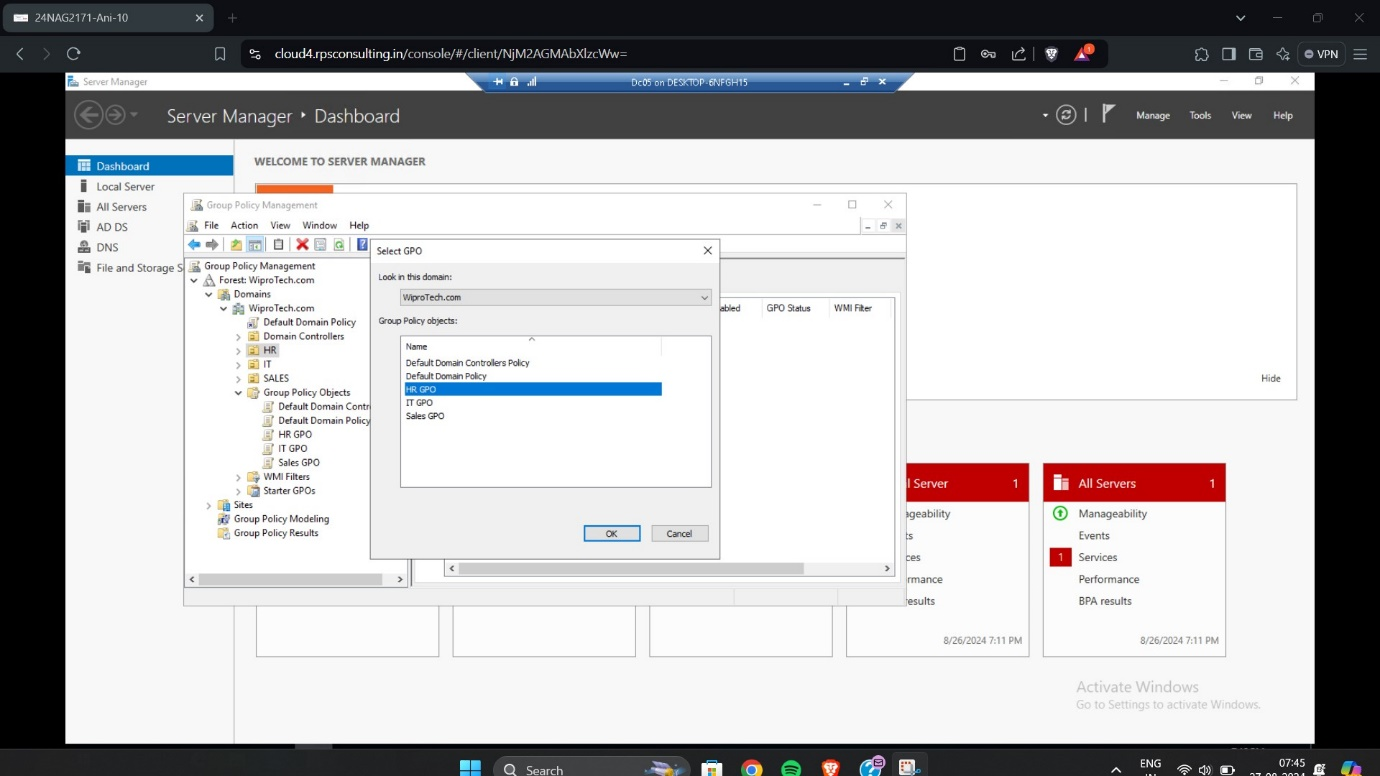 24NAG2171-Ani-10
cloud4.rpsconsulting.in/console/#/client/NjM2AGMAbXlzcWw=
1
VPN
Server Manager
Dc05 on DESKTOP-6NFGH15
Server Manager
Dashboard
Manage
Tools
View
Help
Dashboard
Local Server
All Servers
AD DS
DNS
File and Storage S
WELCOME TO SERVER MANAGER
Group Policy Management
File
Action
View
Window
Help
Group Policy Management
Forest: WiproTech.com
Domains
WiproTech.com
Default Domain Policy
Domain Controllers
HR
IT
SALES
Group Policy Objects
Default Domain Contr
Default Domain Policy
HR GPO
IT GPO
Sales GPO
WMI Filters
Starter GPOs
Sites
Group Policy Modeling
Group Policy Results
Select GPO
Look in this domain:
WiproTech.com
Group Policy objects:
Name
Default Domain Controllers Policy
Default Domain Policy
HR GPO
IT GPO
Sales GPO
OK
Cancel
abled
GPO Status
WMI Filter
Hide
l Server
1
ageability
ts
ces
rmance
results
8/26/2024 7:11 PM
All Servers
1
Manageability
Events
1
Services
Performance
BPA results
8/26/2024 7:11 PM
Activate Windows
Go to Settings to activate Windows.
Search
ENG
07:45